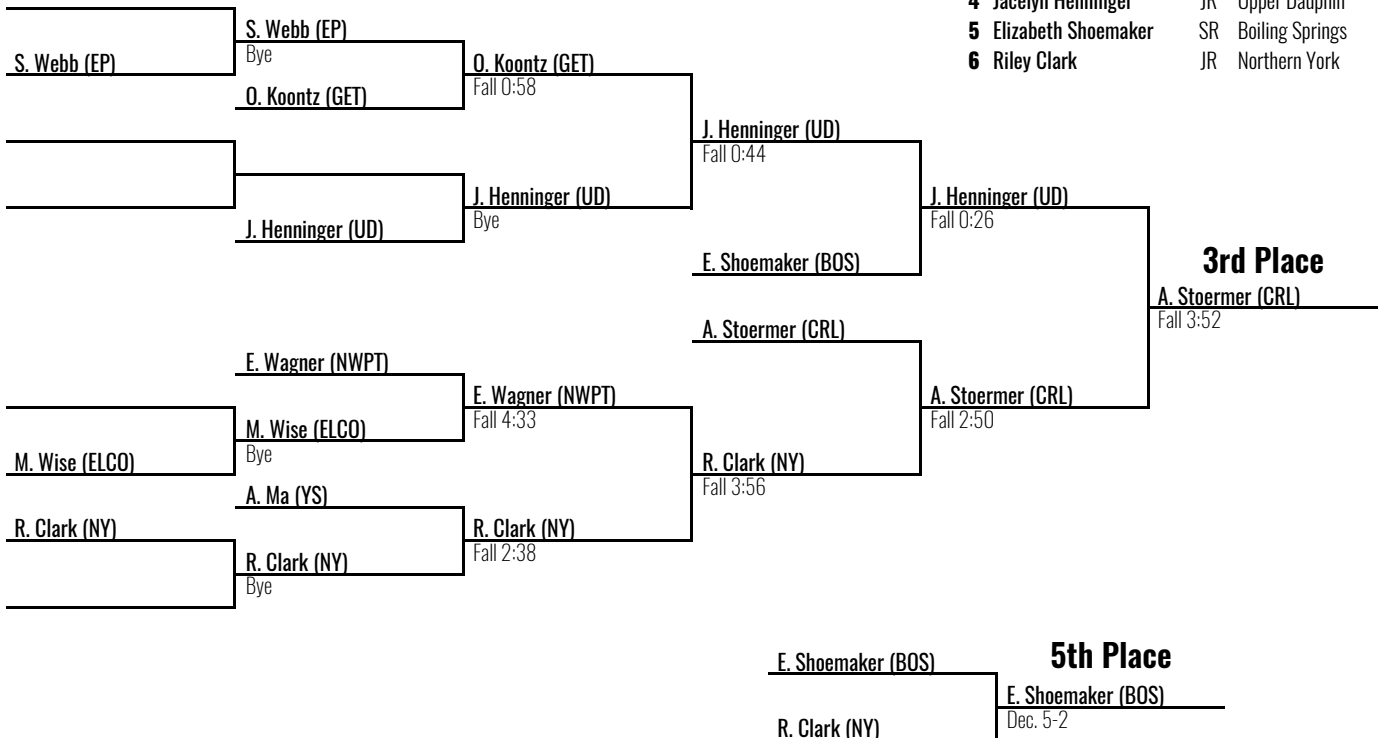 4 Jacelyn Henninger JR Upper Dauphin
5 Elizabeth Shoemaker SR Boiling Springs
6 Riley Clark JR Northern York
S. Webb (EP)
S. Webb (EP)
Bye
O. Koontz (GET)
O. Koontz (GET)
Fall 0:58
J. Henninger (UD)
J. Henninger (UD)
Bye
J. Henninger (UD)
Fall 0:44
E. Shoemaker (BOS)
J. Henninger (UD)
Fall 0:26
3rd Place
A. Stoermer (CRL)
Fall 3:52
A. Stoermer (CRL)
A. Stoermer (CRL)
Fall 2:50
E. Wagner (NWPT)
E. Wagner (NWPT)
Fall 4:33
M. Wise (ELCO)
M. Wise (ELCO)
Bye
A. Ma (YS)
R. Clark (NY)
R. Clark (NY)
Bye
R. Clark (NY)
Fall 2:38
R. Clark (NY)
Fall 3:56
5th Place
E. Shoemaker (BOS)
E. Shoemaker (BOS)
Dec. 5-2
R. Clark (NY)